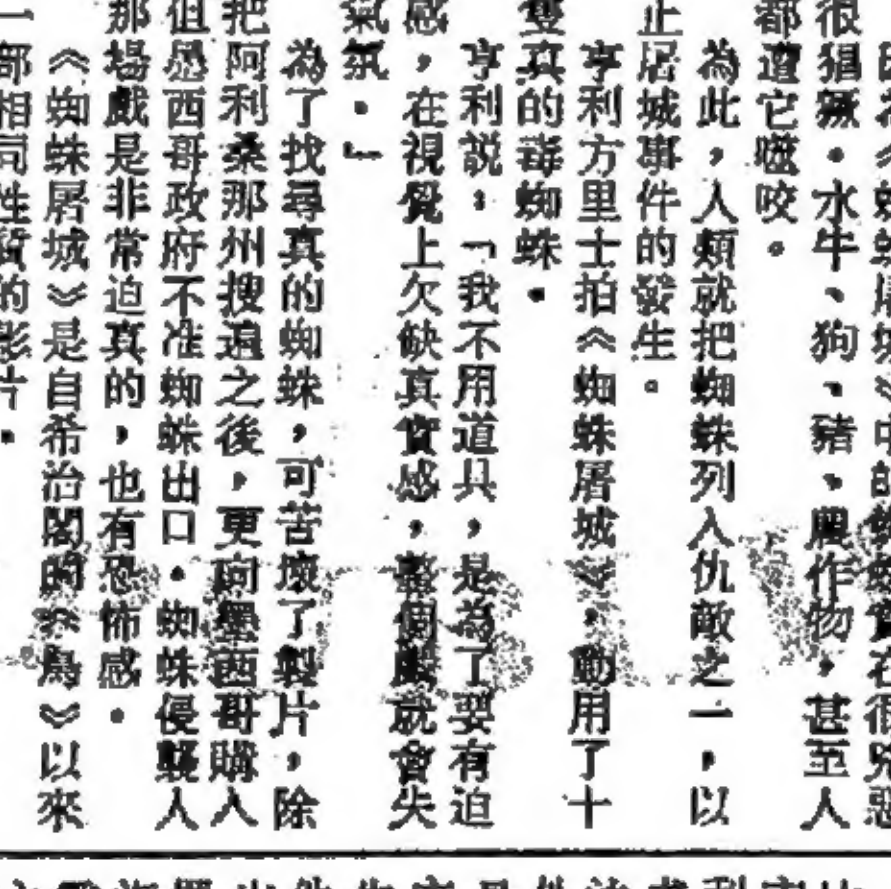 很猖獗。水牛、狗、豬、農作物,甚至人
都遭它噬咬。
為此,人類就把蜘蛛列入仇敵之一,以
止屠城事件的發生。
亨利方里士拍《蜘蛛屠城》,動用了十
隻真的毒蜘蛛。
亨利説:「我不用道具,是為了要有迫
感,在視覺上欠缺真實感,整個戲就會失
氣氛。」
為了找尋真的蜘蛛,可苦壞了製片,除
把阿利桑那州搜遍之後,更向墨西哥購入
但墨西哥政府不准蜘蛛出口。蜘蛛侵襲人
那場戲是非常迫真的,也有恐怖感。
《蜘蛛居城》是自希治閣的《鳥》以來
一部相同性質的影片。